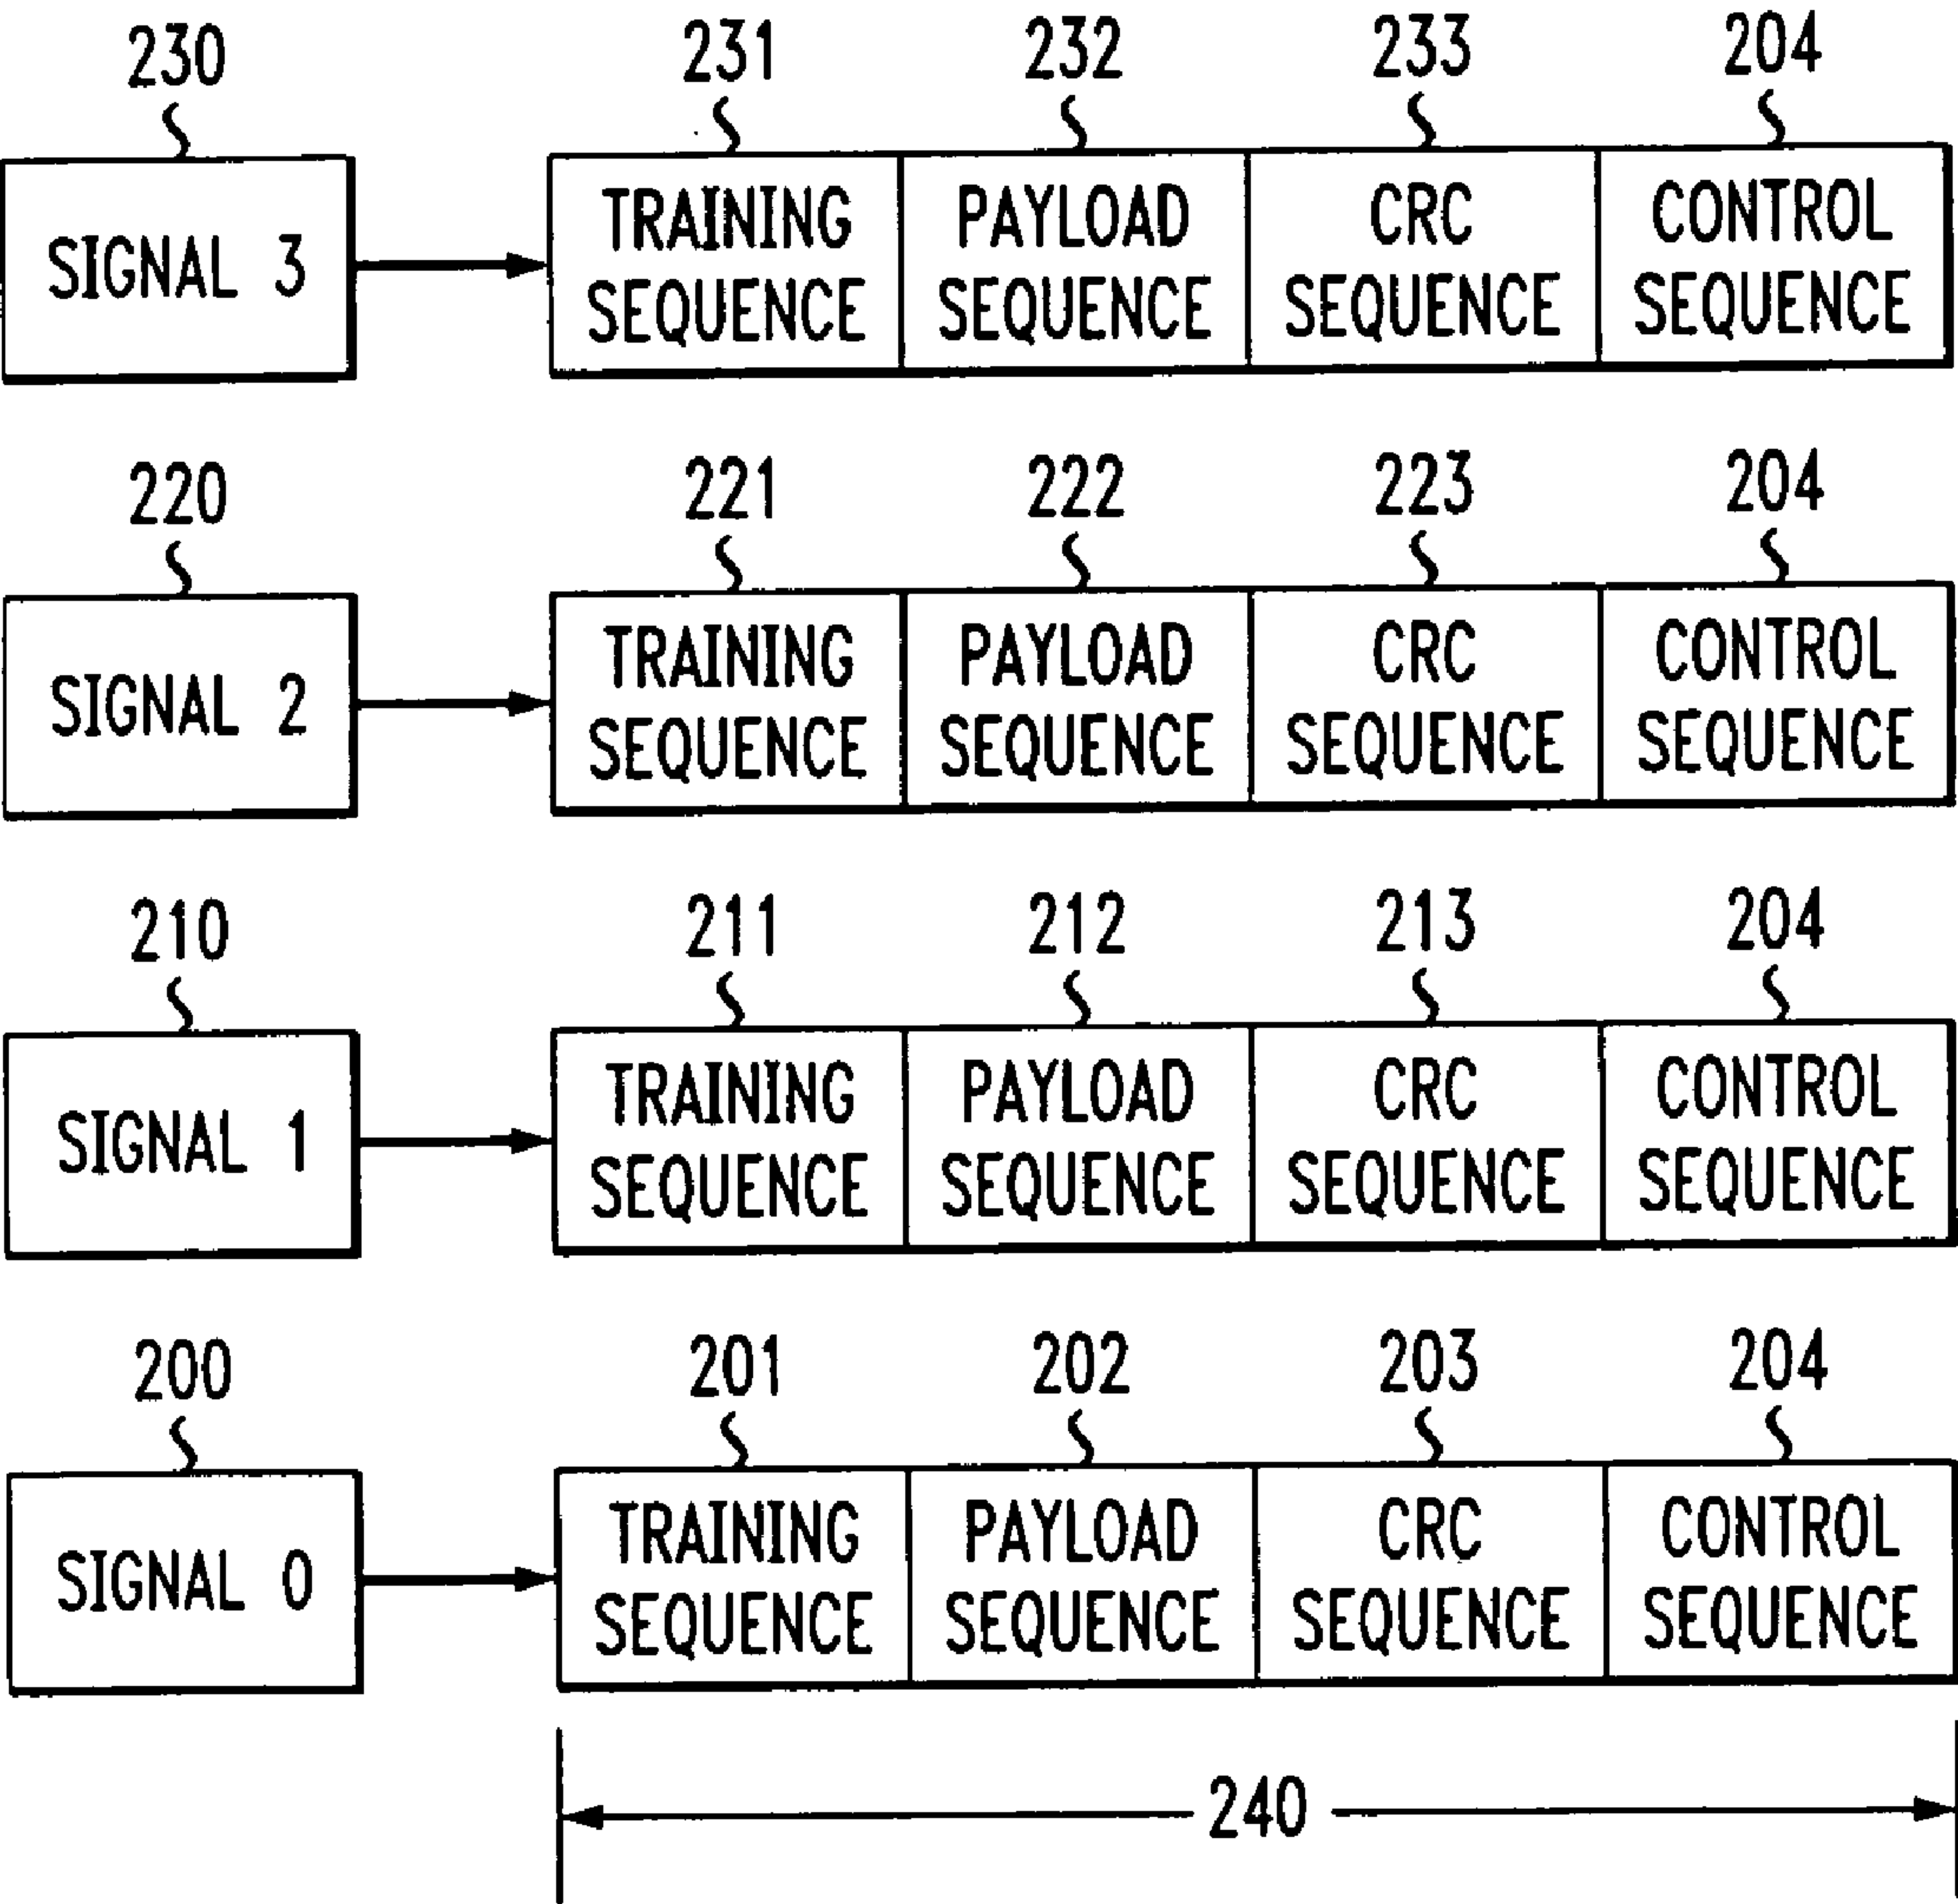 230 231 232 233 204
SIGNAL 3
TRAINING SEQUENCE
PAYLOAD SEQUENCE
CRC SEQUENCE
CONTROL SEQUENCE
220 221 222 223 204
SIGNAL 2
TRAINING SEQUENCE
PAYLOAD SEQUENCE
CRC SEQUENCE
CONTROL SEQUENCE
210 211 212 213 204
SIGNAL 1
TRAINING SEQUENCE
PAYLOAD SEQUENCE
CRC SEQUENCE
CONTROL SEQUENCE
200 201 202 203 204
SIGNAL 0
TRAINING SEQUENCE
PAYLOAD SEQUENCE
CRC SEQUENCE
CONTROL SEQUENCE
240